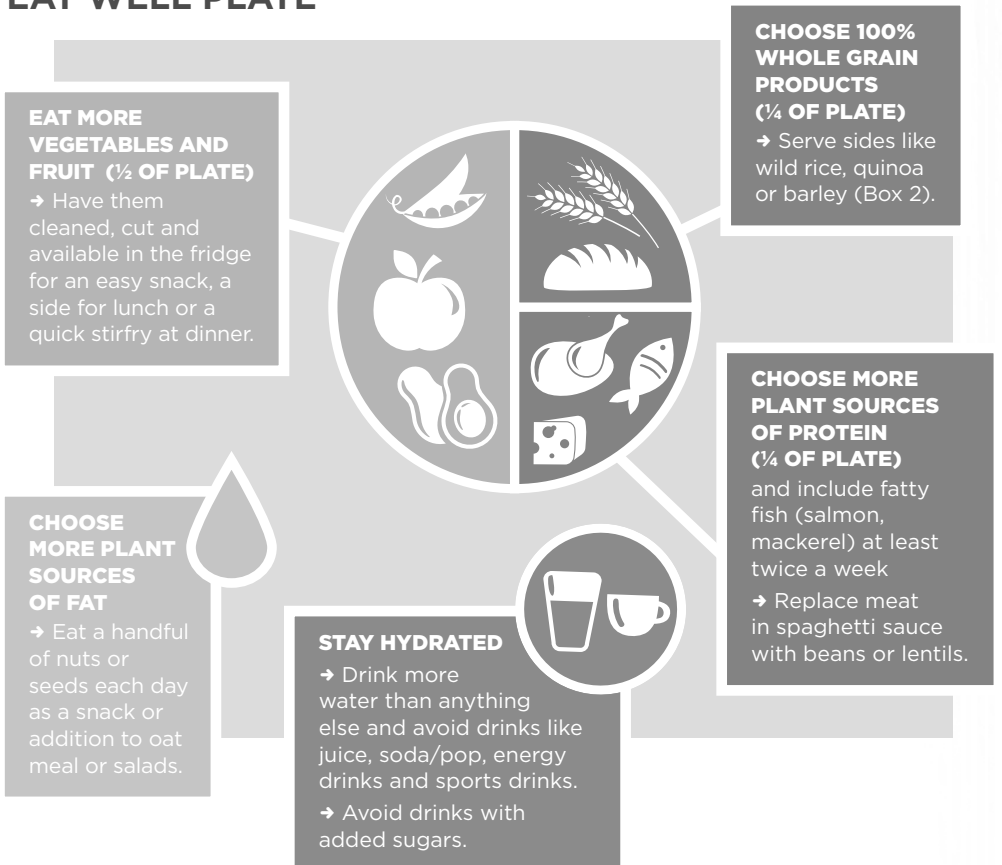 EAT WELL PLATE
EAT MORE
VEGETABLES AND
FRUIT (½ OF PLATE)
→ Have them
cleaned, cut and
available in the fridge
for an easy snack, a
side for lunch or a
quick stirfry at dinner.
CHOOSE 100%
WHOLE GRAIN
PRODUCTS
(¼ OF PLATE)
→ Serve sides like
wild rice, quinoa
or barley (Box 2).
CHOOSE MORE
PLANT SOURCES
OF PROTEIN
(¼ OF PLATE)
and include fatty
fish (salmon,
mackerel) at least
twice a week
→ Replace meat
in spaghetti sauce
with beans or lentils.
CHOOSE
MORE PLANT
SOURCES
OF FAT
→ Eat a handful
of nuts or
seeds each day
as a snack or
addition to oat
meal or salads.
STAY HYDRATED
→ Drink more
water than anything
else and avoid drinks like
juice, soda/pop, energy
drinks and sports drinks.
→ Avoid drinks with
added sugars.